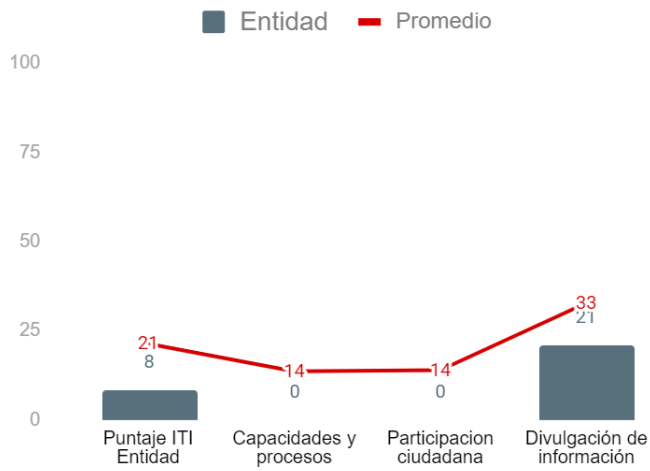 Entidad Promedio
100
75
50
25
0
21
8
14
0
14
0
33
21
Puntaje ITI
Entidad
Capacidades y
procesos
Participacion
ciudadana
Divulgación de
información